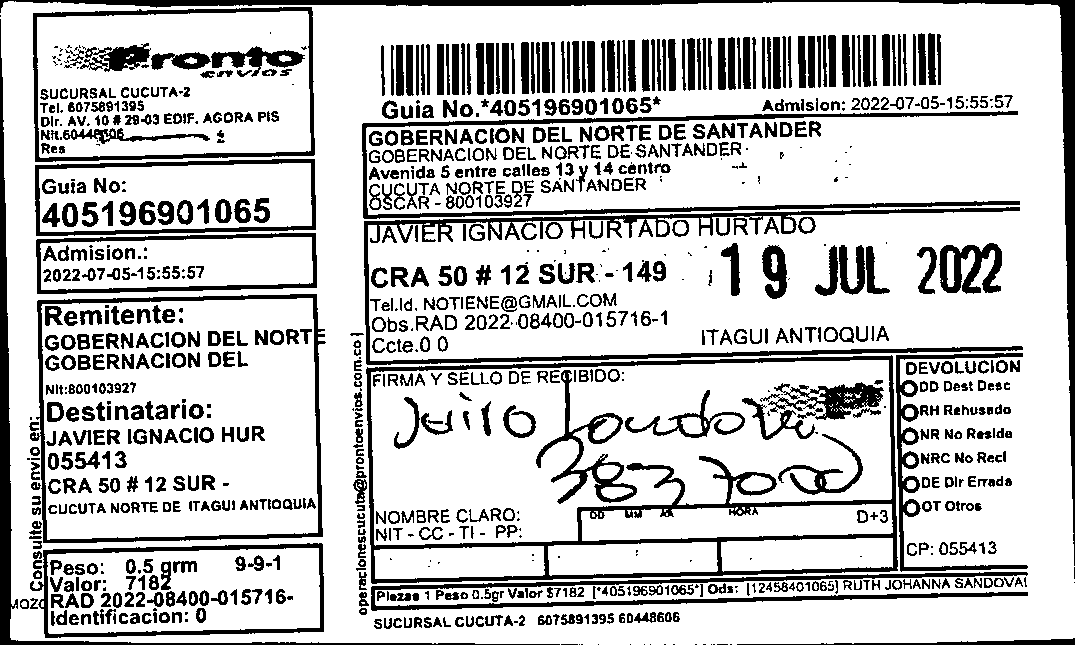 Pronto
envios
SUCURSAL CUCUTA-2
Tel. 6075891395
Dir. AV. 10 # 29-03 EDIF. AGORA PIS
Nit.60448606
Res
Guia No:
405196901065
Admision.:
2022-07-05-15:55:57
Remitente:
GOBERNACION DEL NORTE
GOBERNACION DEL
Nit:800103927
Destinatario:
JAVIER IGNACIO HUR
055413
CRA 50 # 12 SUR -
CUCUTA NORTE DE ITAGUI ANTIOQUIA
Consulte su envio en:
Peso: 0.5 grm 9-9-1
Valor: 7182
RAD 2022-08400-015716-
Identificacion: 0
Guia No.*405196901065* Admision: 2022-07-05-15:55:57
GOBERNACION DEL NORTE DE SANTANDER
GOBERNACION DEL NORTE DE SANTANDER
Avenida 5 entre calles 13 y 14 centro
CUCUTA NORTE DE SANTANDER
OSCAR - 800103927
JAVIER IGNACIO HURTADO HURTADO
CRA 50 # 12 SUR - 149
19 JUL 2022
Tel.Id. NOTIENE@GMAIL.COM
Obs.RAD 2022-08400-015716-1
Ccte.0 0 ITAGUI ANTIOQUIA
operacionescucuta@prontoenvios.com.co
FIRMA Y SELLO DE RECIBIDO:
Jairo Londoño
383 7000
NOMBRE CLARO:
NIT - CC - TI - PP:
DD MM AA HORA D+3
DEVOLUCION
DD Dest Desc
RH Rehusado
NR No Reside
NRC No Recl
DE Dir Errada
OT Otros
CP: 055413
Piezas 1 Peso 0.5gr Valor $7182 [*405196901065*] Ods: [12458401065] RUTH JOHANNA SANDOVAL
SUCURSAL CUCUTA-2 6075891395 60448606